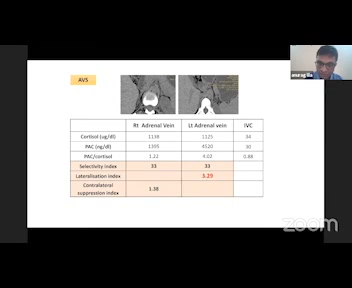 AVS
Rt Adrenal Vein Lt Adrenal vein IVC
Cortisol (ug/dl) 1138 1125 34
PAC (ng/dl) 1395 4520 30
PAC/cortisol 1.22 4.02 0.88
Selectivity Index 33 33
Lateralisation index 3.29
Contralateral
suppression index 1.38
zoom